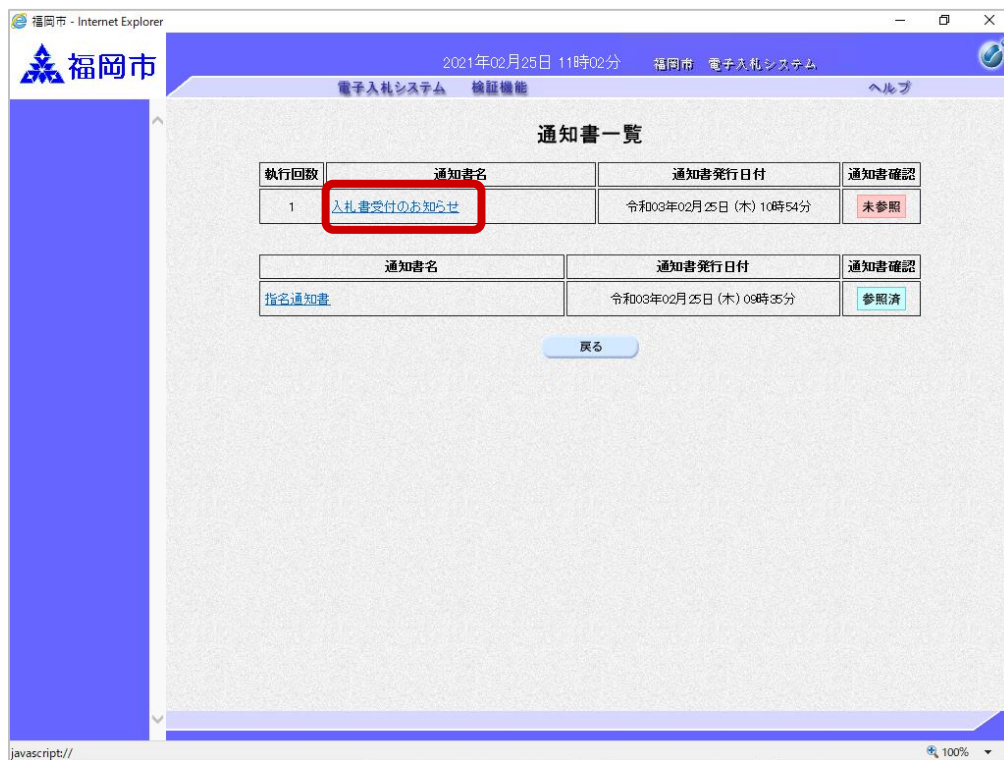 福岡市 - Internet Explorer
福岡市
2021年02月25日 11時02分 福岡市 電子入札システム
電子入札システム 検証機能 ヘルプ
通知書一覧
執行回数 通知書名 通知書発行日付 通知書確認
1 入札書受付のお知らせ 令和03年02月25日（木）10時54分 未参照
通知書名 通知書発行日付 通知書確認
指名通知書 令和03年02月25日（木）09時35分 参照済
戻る
javascript:// 100%